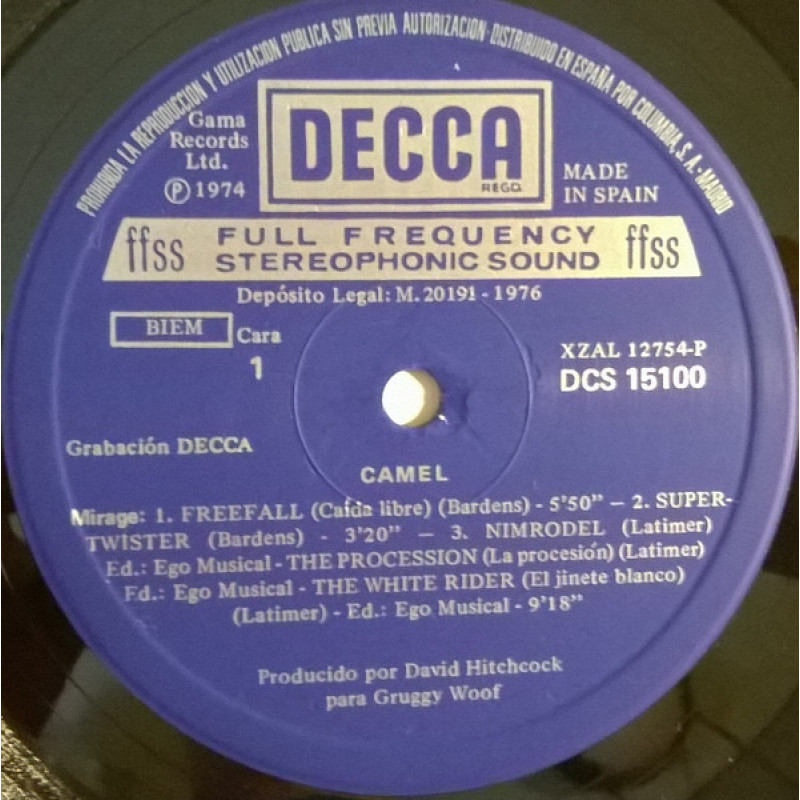 PROHIBIDA LA REPRODUCCION Y UTILIZACION PUBLICA SIN PREVIA AUTORIZACION · DISTRIBUIDO EN ESPAÑA POR COLUMBIA, S. A. - MADRID
Gama
Records
Ltd.
Ⓟ 1974
DECCA
REGD.
MADE
IN SPAIN
ffss
FULL FREQUENCY
STEREOPHONIC SOUND
ffss
Depósito Legal: M. 20191 - 1976
BIEM
Cara
1
XZAL 12754-P
DCS 15100
Grabación DECCA
CAMEL
Mirage: 1. FREEFALL (Caída libre) (Bardens) - 5'50" — 2. SUPER-
TWISTER (Bardens) - 3'20" — 3. NIMRODEL (Latimer)
Ed.: Ego Musical - THE PROCESSION (La procesión) (Latimer)
Ed.: Ego Musical - THE WHITE RIDER (El jinete blanco)
(Latimer) - Ed.: Ego Musical - 9'18"
Producido por David Hitchcock
para Gruggy Woof